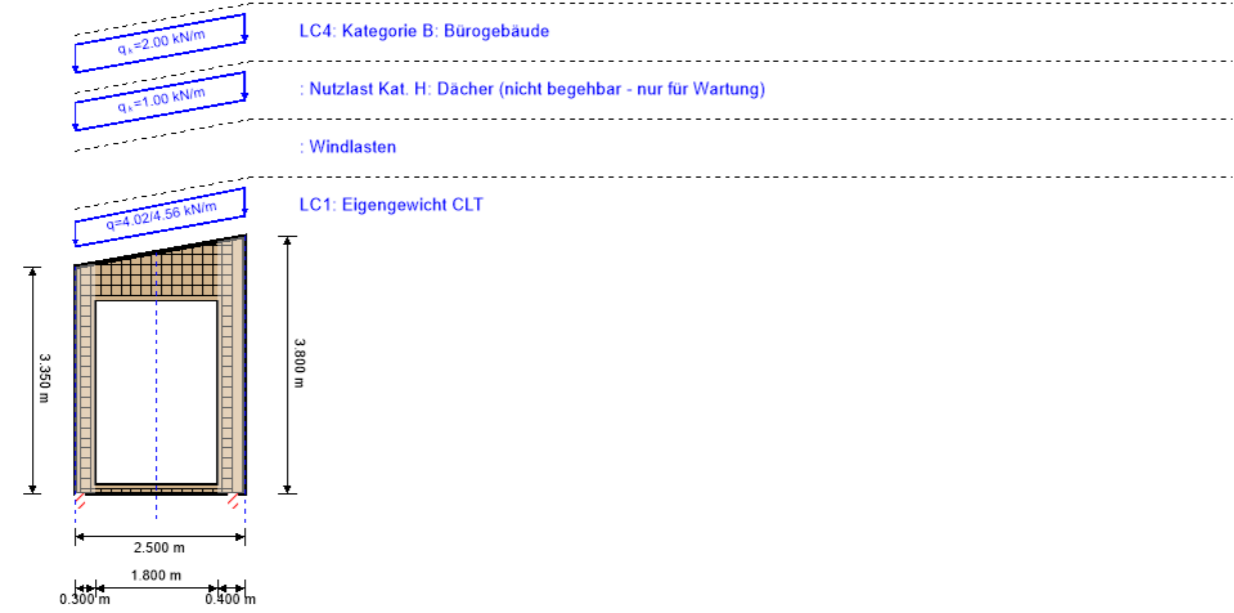 LC4: Kategorie B: Bürogebäude
qₖ=2.00 kN/m
: Nutzlast Kat. H: Dächer (nicht begehbar - nur für Wartung)
qₖ=1.00 kN/m
: Windlasten
LC1: Eigengewicht CLT
q=4.02/4.56 kN/m
3.350 m
3.800 m
2.500 m
1.800 m
0.300 m
0.400 m